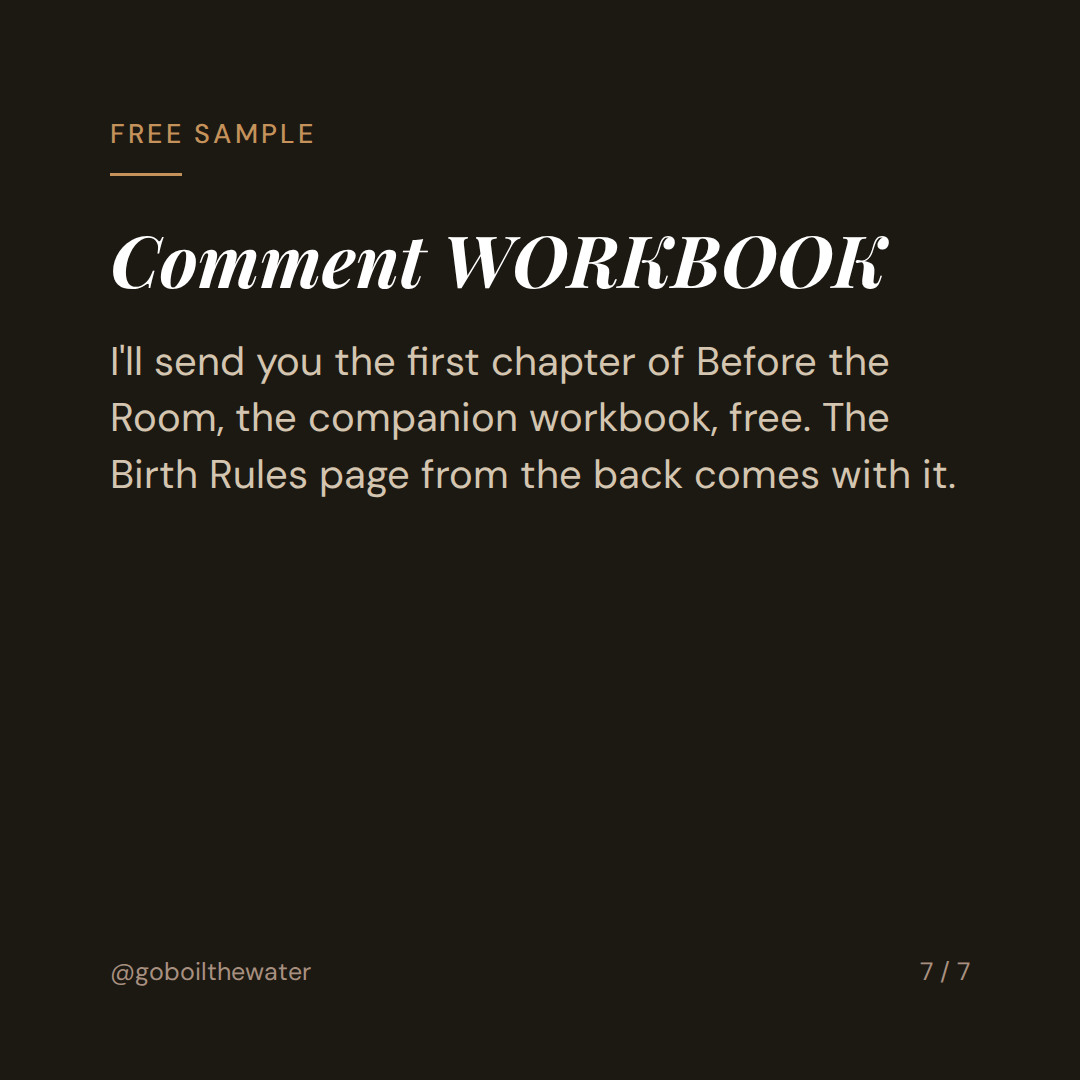 FREE SAMPLE
Comment WORKBOOK
I'll send you the first chapter of Before the
Room, the companion workbook, free. The
Birth Rules page from the back comes with it.
@goboilthewater
7 / 7